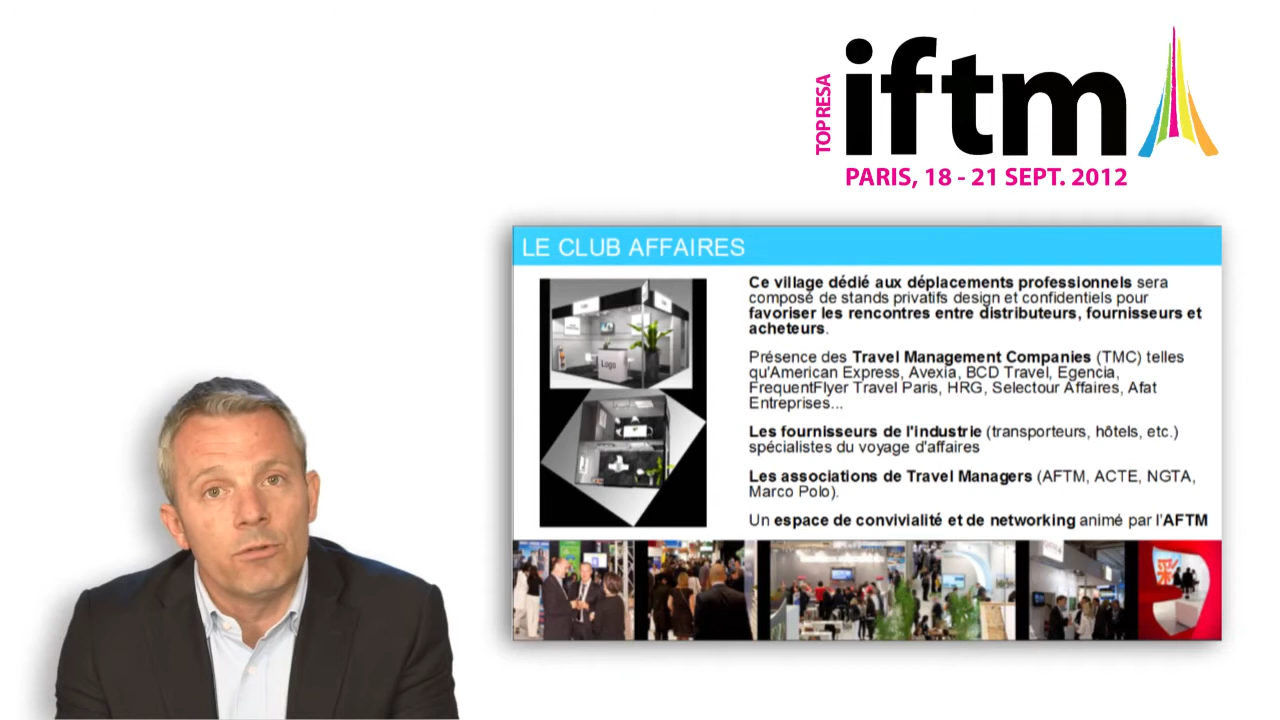 TOP RESA
iftm
PARIS, 18 - 21 SEPT. 2012
LE CLUB AFFAIRES
Ce village dédié aux déplacements professionnels sera
composé de stands privatifs design et confidentiels pour
favoriser les rencontres entre distributeurs, fournisseurs et
acheteurs.
Présence des Travel Management Companies (TMC) telles
qu'American Express, Avexia, BCD Travel, Egencia,
FrequentFlyer Travel Paris, HRG, Selectour Affaires, Afat
Entreprises...
Les fournisseurs de l'industrie (transporteurs, hôtels, etc.)
spécialistes du voyage d'affaires
Les associations de Travel Managers (AFTM, ACTE, NGTA,
Marco Polo).
Un espace de convivialité et de networking animé par l'AFTM
Logo